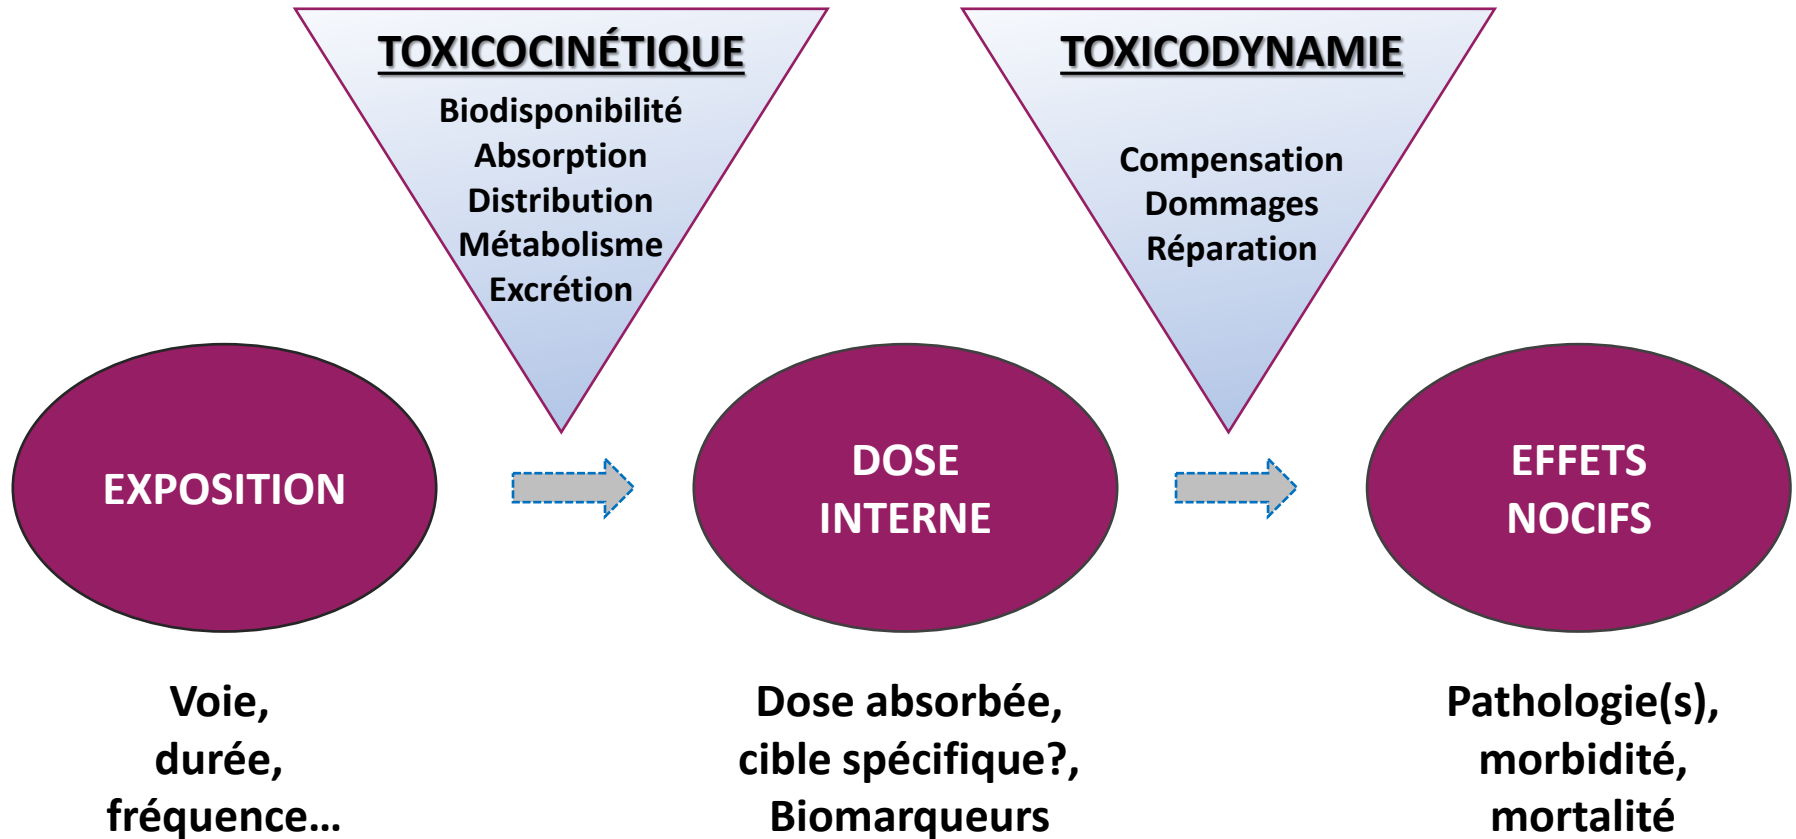 TOXICOCINÉTIQUE
Biodisponibilité
Absorption
Distribution
Métabolisme
Excrétion
TOXICODYNAMIE
Compensation
Dommages
Réparation
EXPOSITION
DOSE
INTERNE
EFFETS
NOCIFS
Voie,
durée,
fréquence...
Dose absorbée,
cible spécifique?,
Biomarqueurs
Pathologie(s),
morbidité,
mortalité